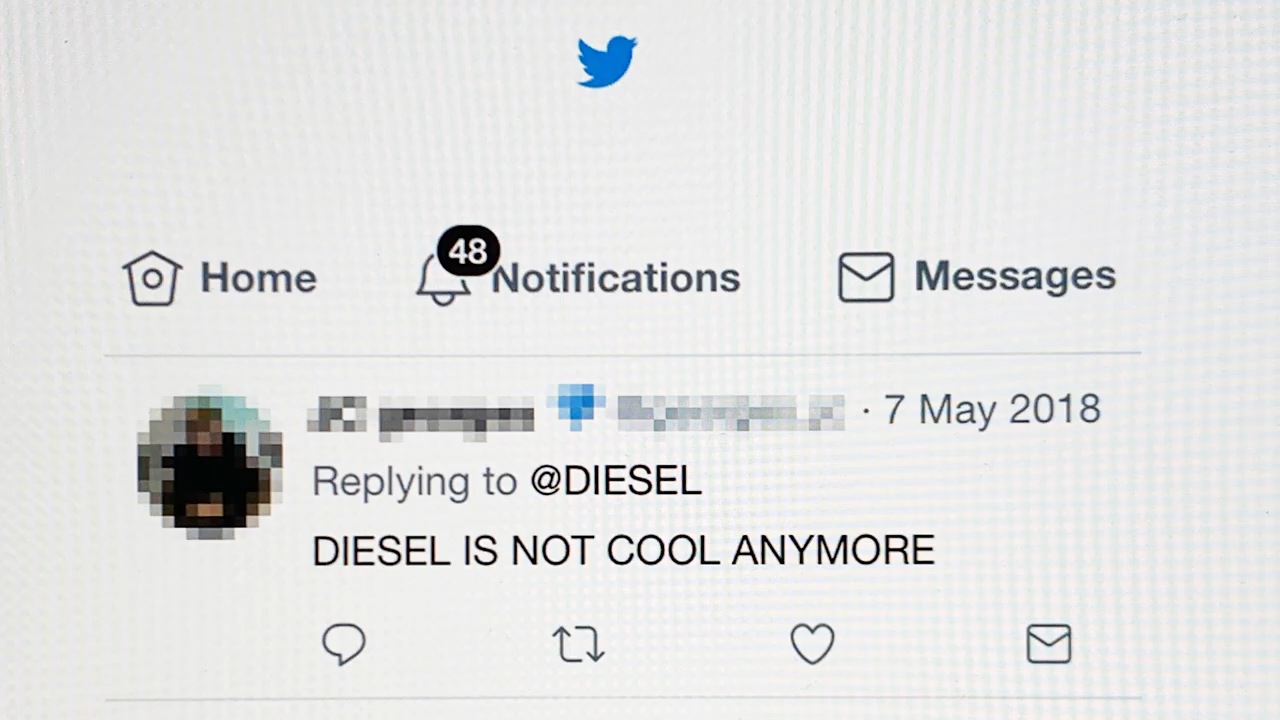 Home
48
Notifications
Messages
· 7 May 2018
Replying to @DIESEL
DIESEL IS NOT COOL ANYMORE